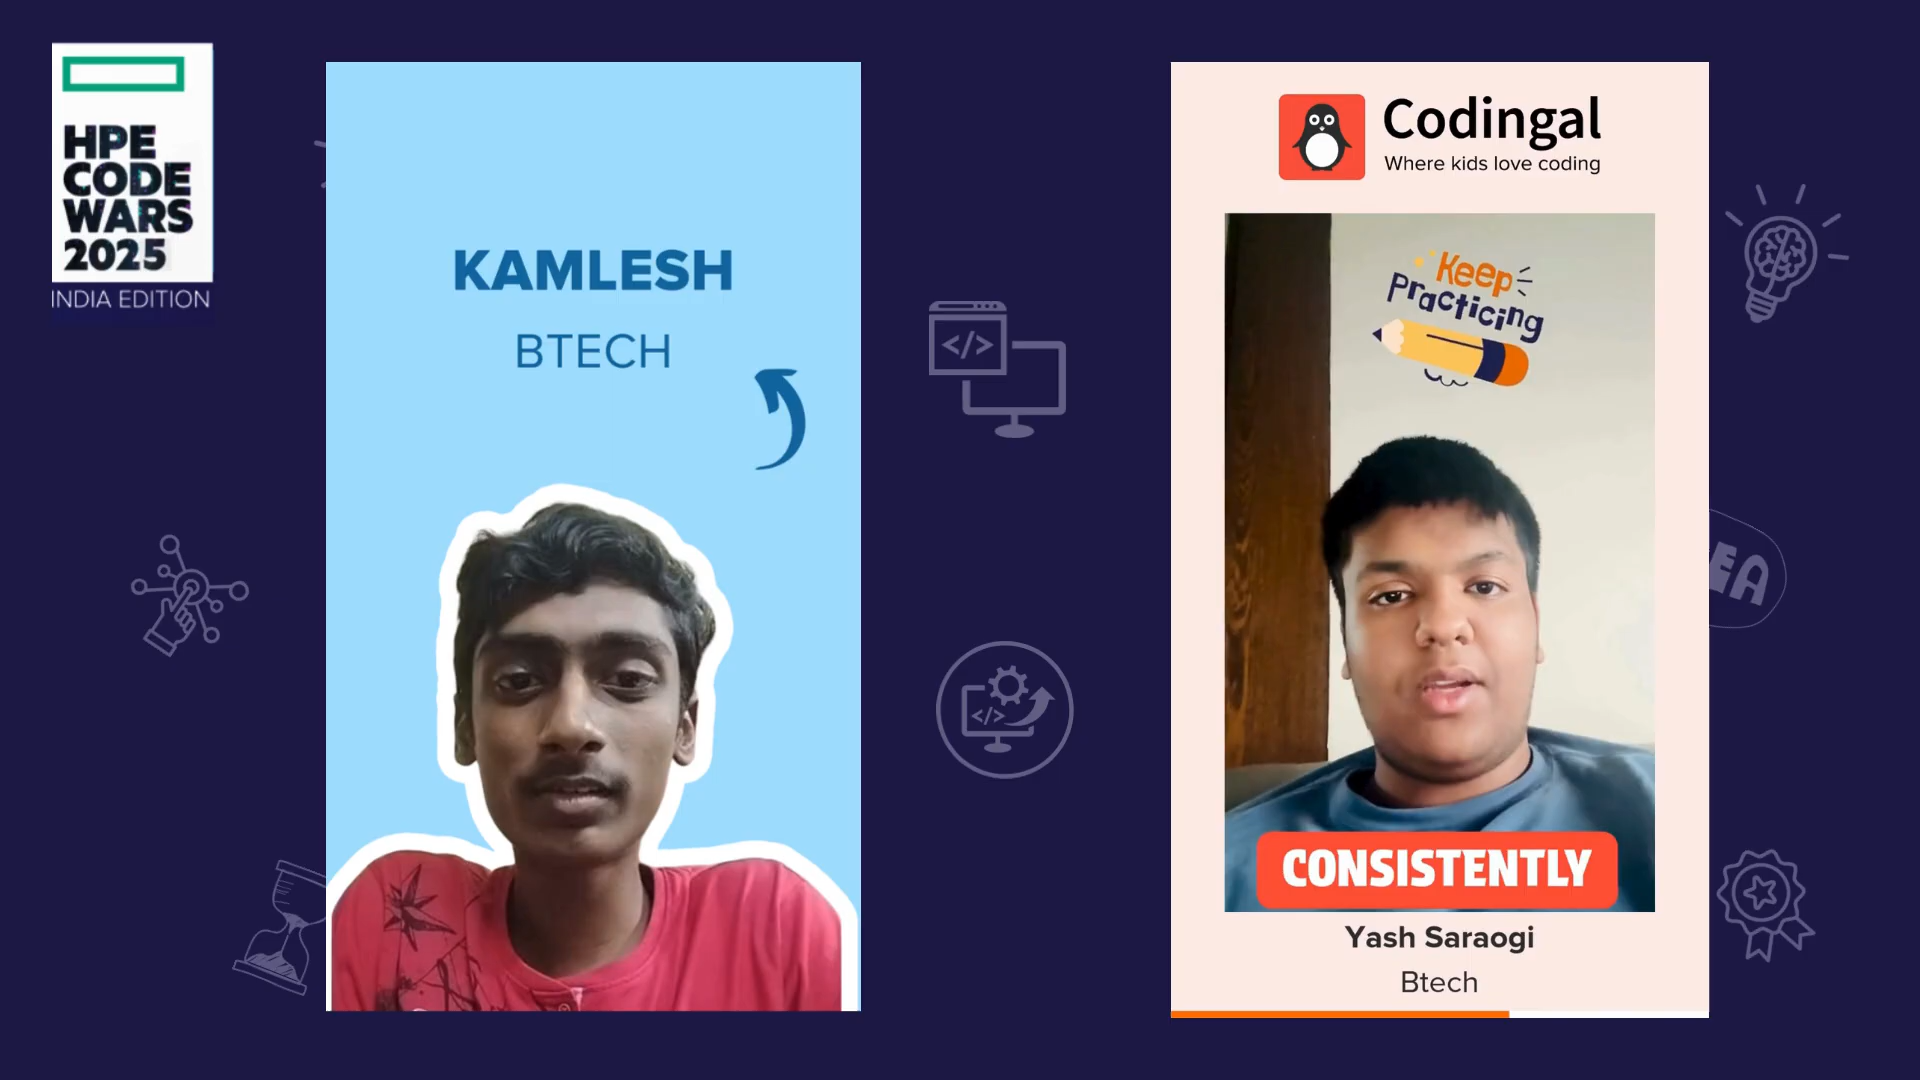 HPE
CODE
WARS
2025
INDIA EDITION
KAMLESH
BTECH
</>
</>
Codingal
Where kids love coding
Keep
Practicing
CONSISTENTLY
Yash Saraogi
Btech